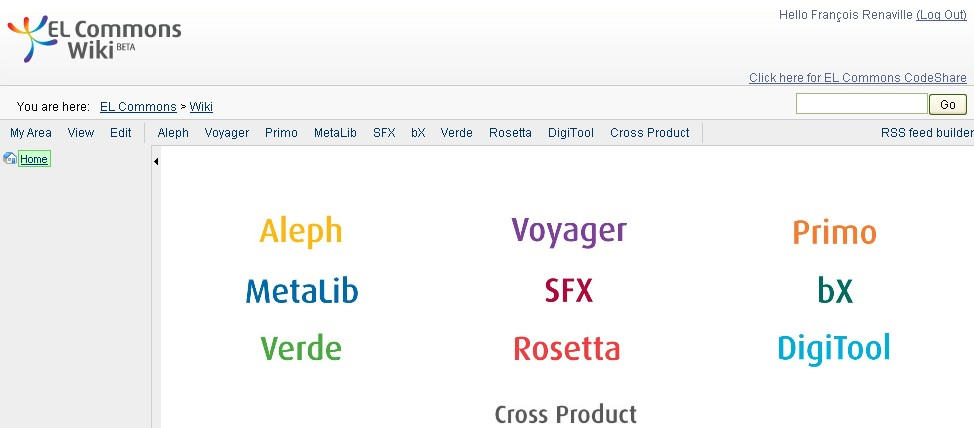 EL Commons
Wiki BETA
Hello François Renaville (Log Out)
Click here for EL Commons CodeShare
You are here: EL Commons > Wiki
Go
My Area View Edit Aleph Voyager Primo MetaLib SFX bX Verde Rosetta DigiTool Cross Product RSS feed builder
Home
Aleph Voyager Primo
MetaLib SFX bX
Verde Rosetta DigiTool
Cross Product